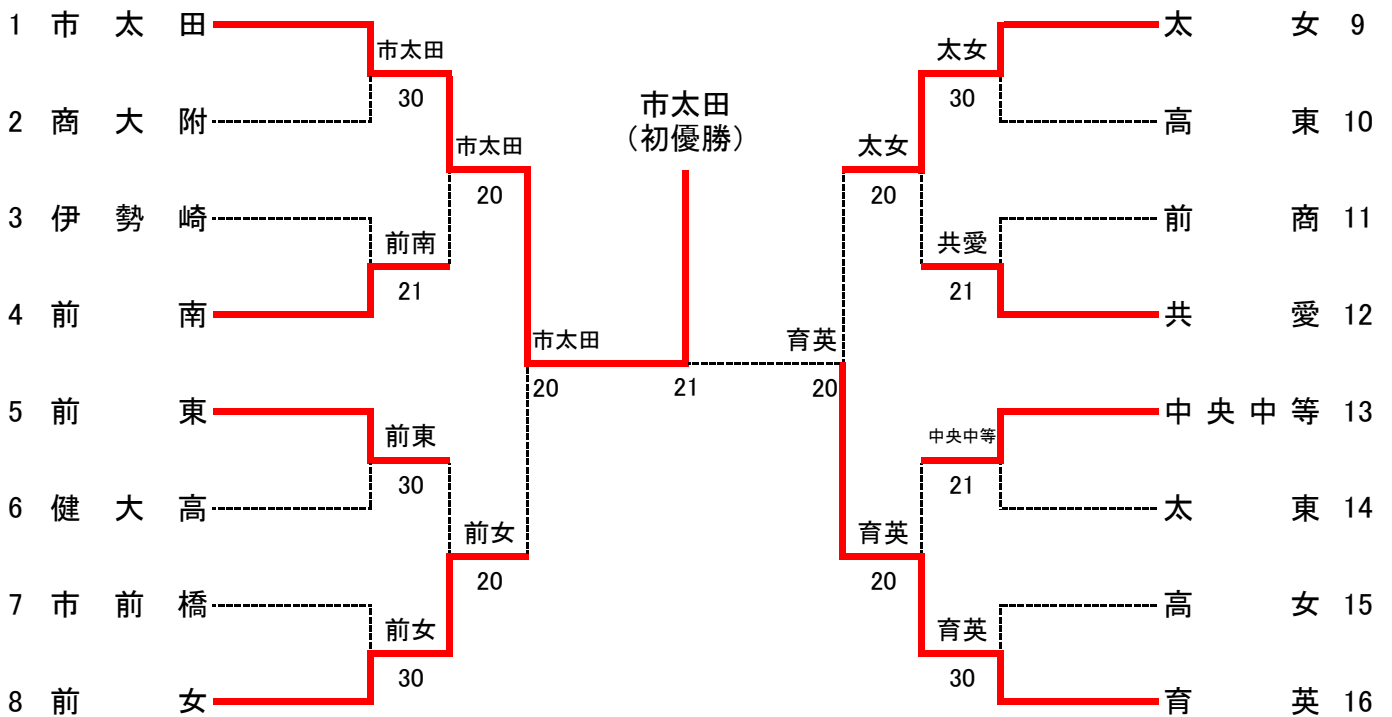 1 市太田
2 商大附
3 伊勢崎
4 前南
5 前東
6 健大高
7 市前橋
8 前女
市太田
30
前南
21
前東
30
前女
30
市太田
20
前女
20
市太田
20
市太田
(初優勝)
21
育英
20
太女
20
育英
20
太女
30
共愛
21
中央中等
21
育英
30
太女 9
高東 10
前商 11
共愛 12
中央中等 13
太東 14
高女 15
育英 16